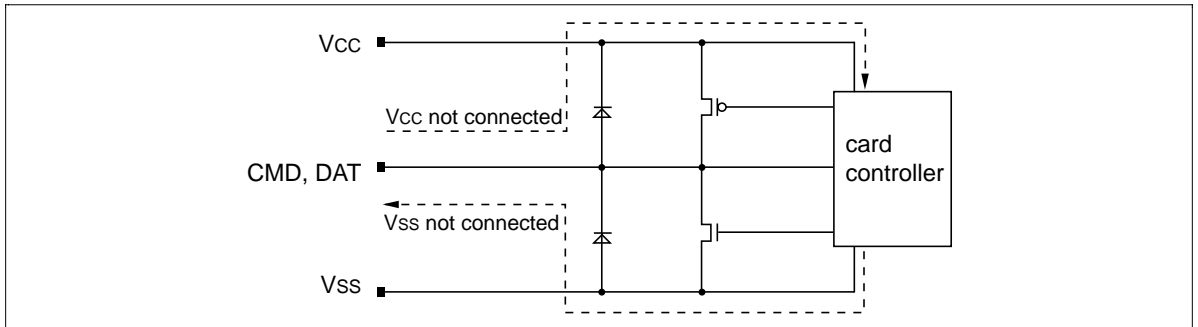 VCC
VCC not connected
card
controller
CMD, DAT
VSS not connected
VSS